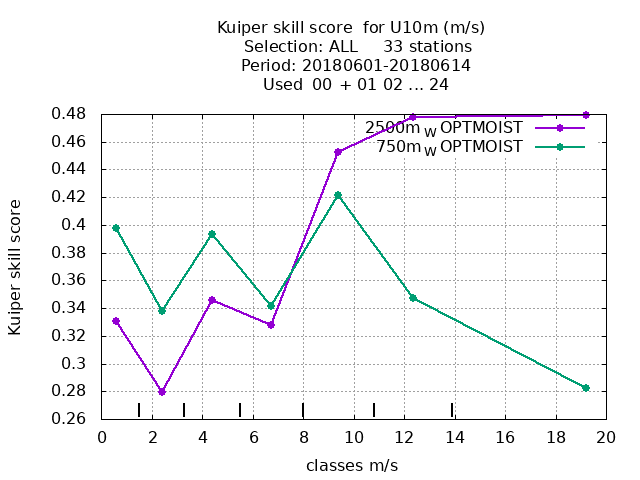 Kuiper skill score  for U10m (m/s)
Selection: ALL     33 stations
Period: 20180601-20180614
Used  00  + 01 02 ... 24
2500m W OPTMOIST
750m W OPTMOIST
Kuiper skill score
0.48
0.46
0.44
0.42
0.4
0.38
0.36
0.34
0.32
0.3
0.28
0.26
0 2 4 6 8 10 12 14 16 18 20
classes m/s